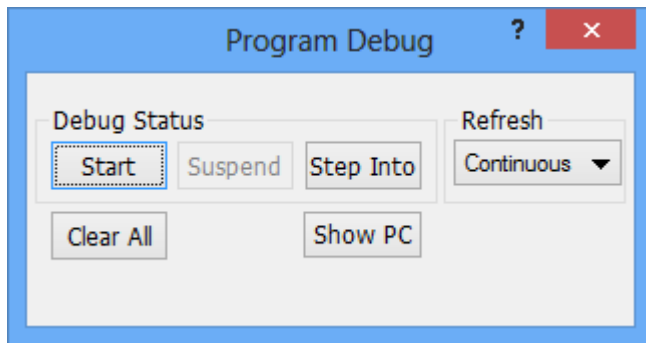 Program Debug ?
Debug Status Refresh
Start Suspend Step Into Continuous
Clear All Show PC